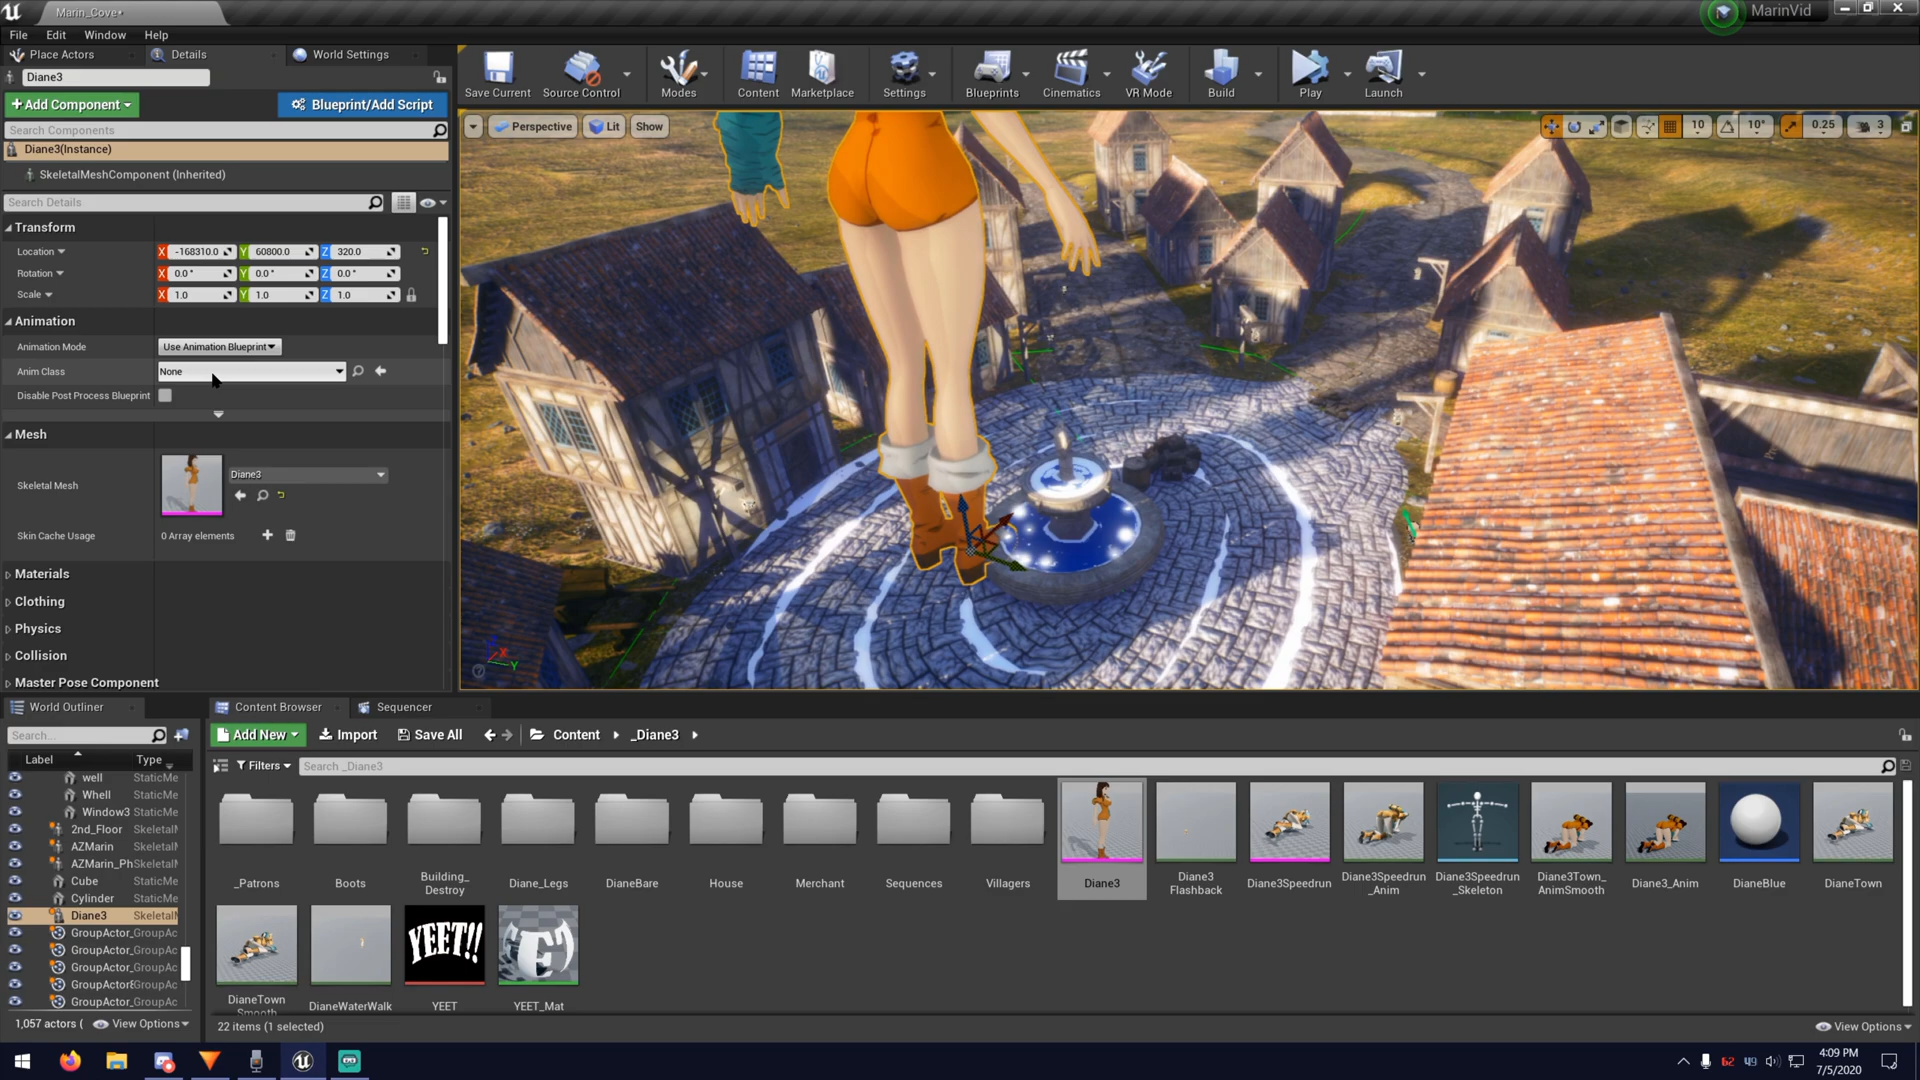 Marin_Cove•
MarinVid
File Edit Window Help
Place Actors Details World Settings
Diane3
Save Current Source Control Modes Content Marketplace Settings Blueprints Cinematics VR Mode Build Play Launch
Add Component Blueprint/Add Script
Search Components
Diane3(Instance)
SkeletalMeshComponent (Inherited)
Search Details
Transform
Location X -168310.0 Y 60800.0 Z 320.0
Rotation X 0.0° Y 0.0° Z 0.0°
Scale X 1.0 Y 1.0 Z 1.0
Animation
Animation Mode Use Animation Blueprint
Anim Class None
Disable Post Process Blueprint
Mesh
Skeletal Mesh Diane3
Skin Cache Usage 0 Array elements
Materials
Clothing
Physics
Collision
Master Pose Component
Perspective Lit Show
10 10° 0.25 3
X Y
World Outliner
Search...
Label Type
well StaticMe
Whell StaticMe
Window3 StaticMe
2nd_Floor SkeletalM
AZMarin SkeletalM
AZMarin_Ph SkeletalM
Cube StaticMe
Cylinder StaticMe
Diane3 SkeletalM
GroupActor_ GroupAc
GroupActor_ GroupAc
GroupActor_ GroupAc
GroupActor8 GroupAc
GroupActor_ GroupAc
1,057 actors ( View Options
Content Browser Sequencer
Add New Import Save All Content _Diane3
Filters Search _Diane3
_Patrons Boots Building_
Destroy Diane_Legs DianeBare House Merchant Sequences Villagers Diane3 Diane3
Flashback Diane3Speedrun Diane3Speedrun
_Anim Diane3Speedrun
_Skeleton Diane3Town_
AnimSmooth Diane3_Anim DianeBlue DianeTown
YEET!!
E
DianeTown
Smooth DianeWaterWalk YEET YEET_Mat
22 items (1 selected) View Options
4:09 PM
7/5/2020